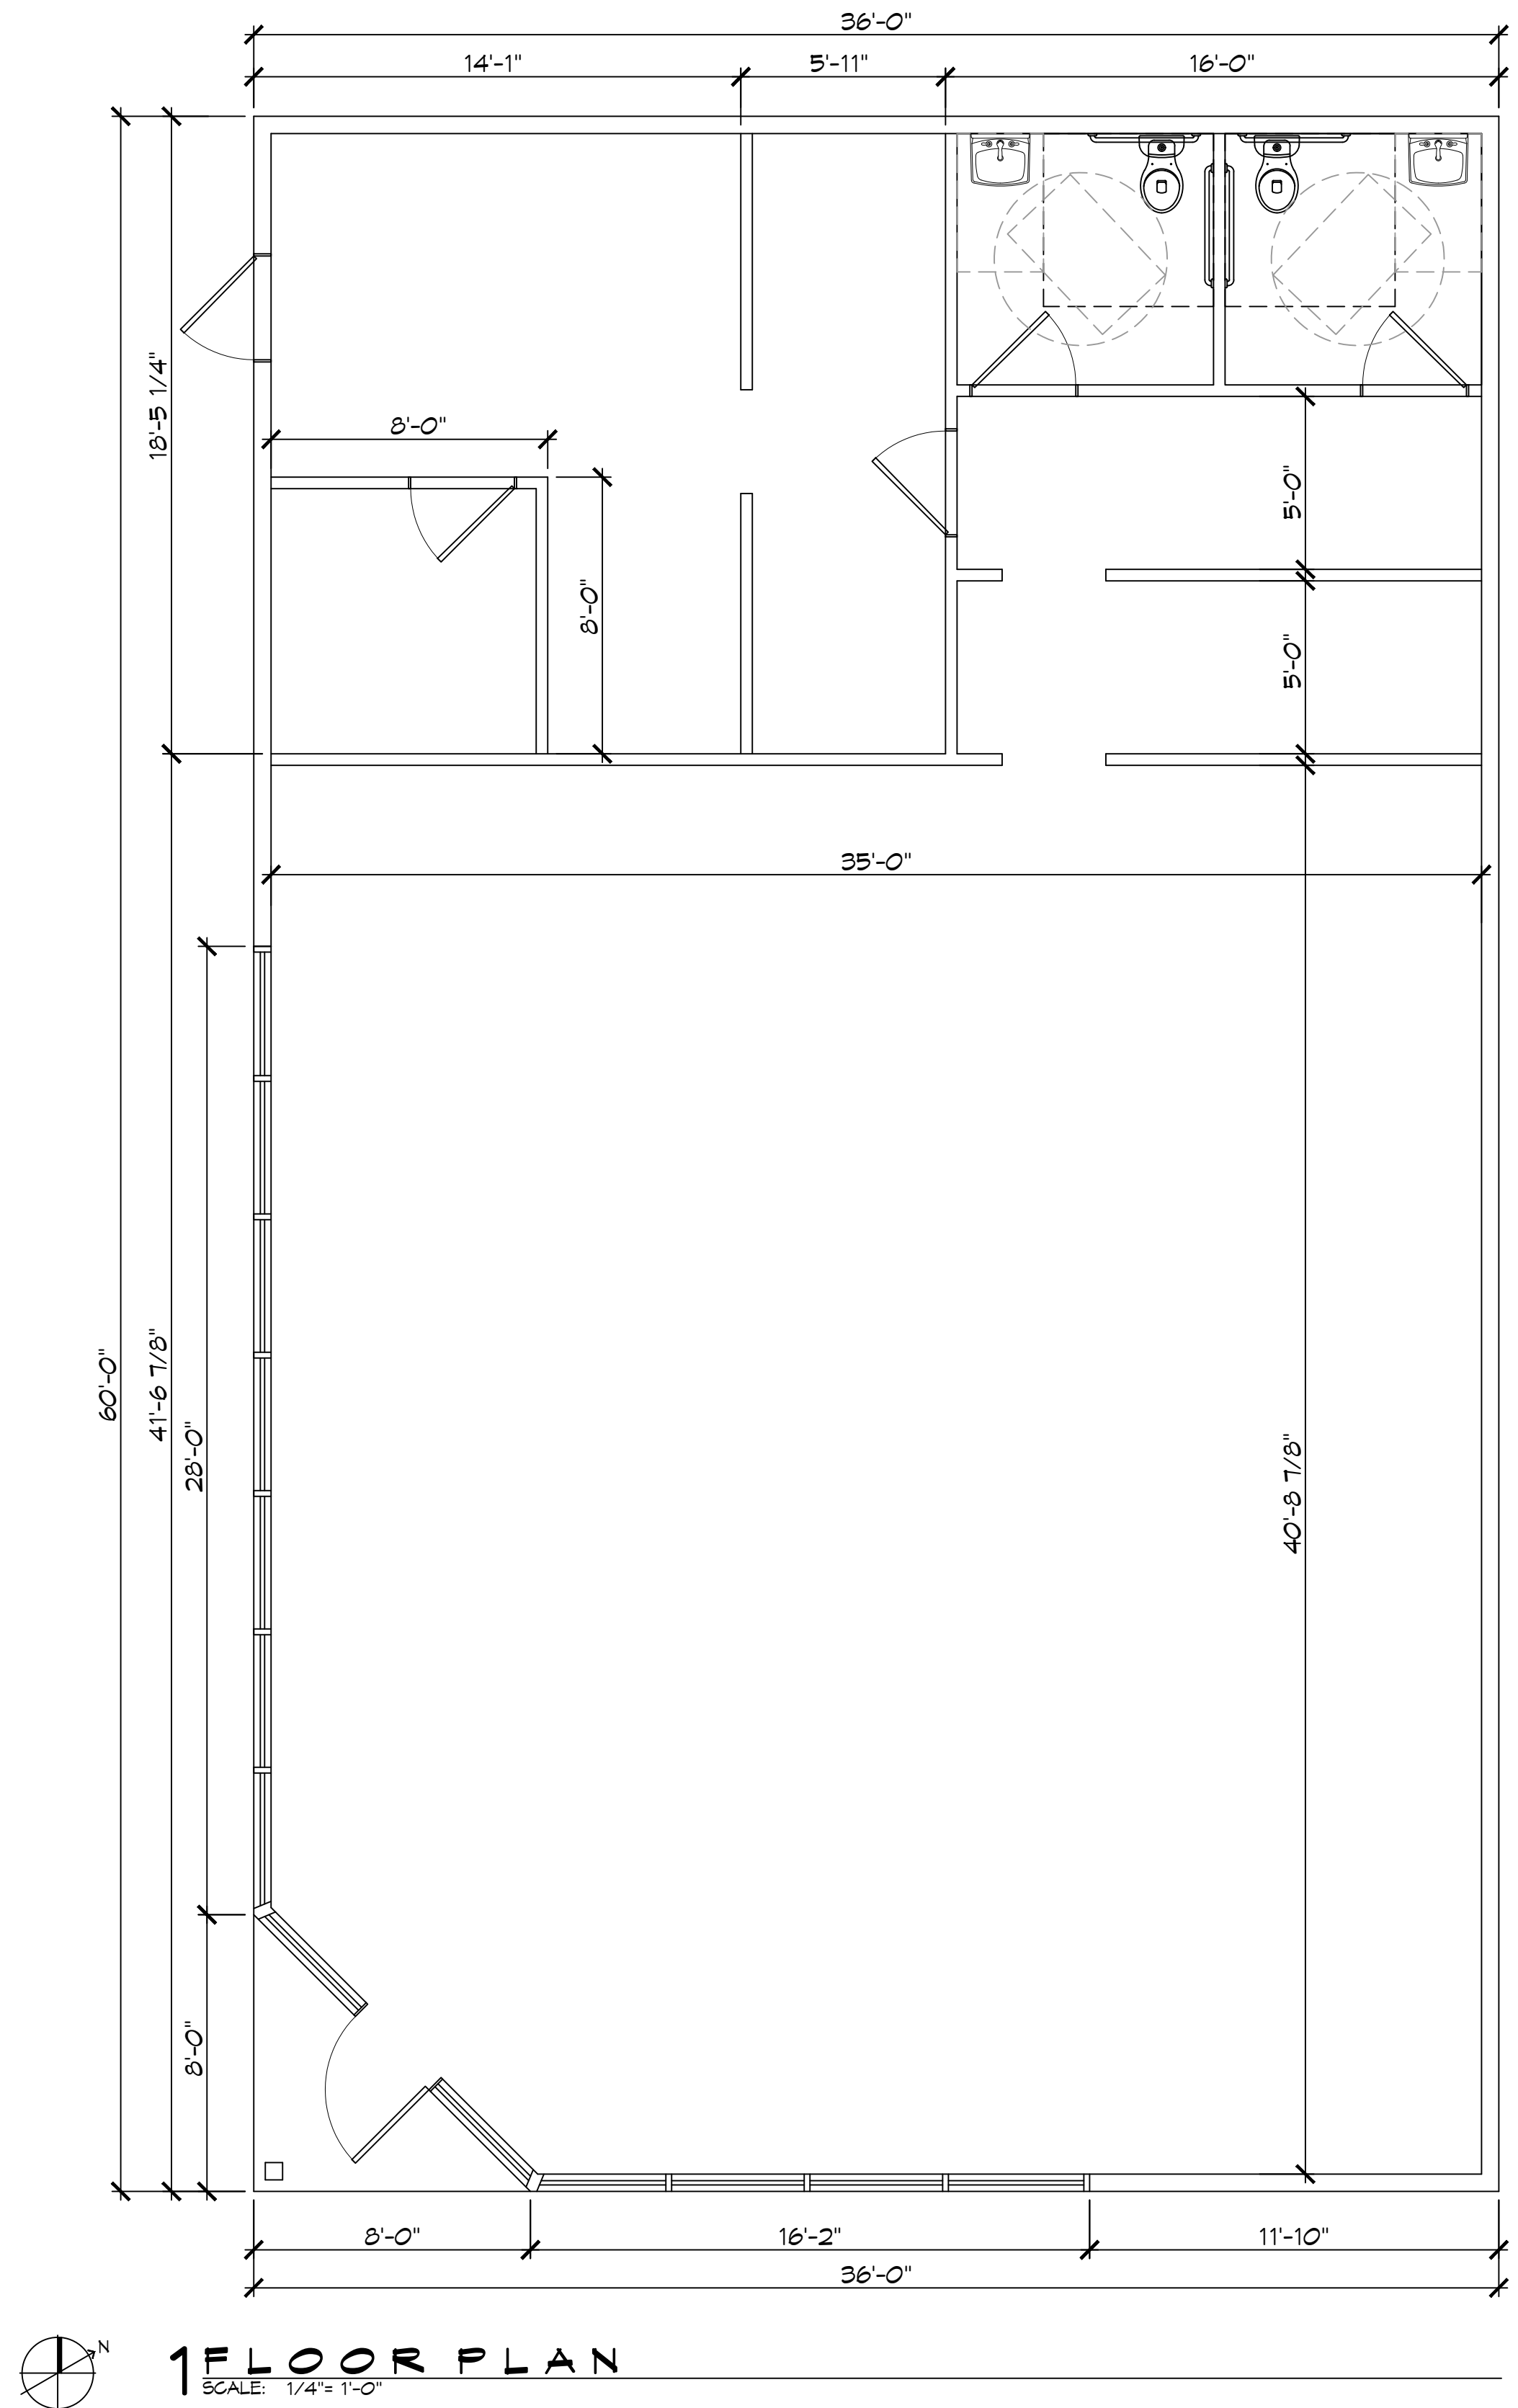 36'-0"
14'-1" 5'-11" 16'-0"
18'-5 1/4"
8'-0"
5'-0"
8'-0"
5'-0"
35'-0"
60'-0"
41'-6 7/8"
28'-0"
40'-8 7/8"
8'-0"
8'-0" 16'-2" 11'-10"
36'-0"
N
1 FLOOR PLAN
SCALE: 1/4"= 1'-0"